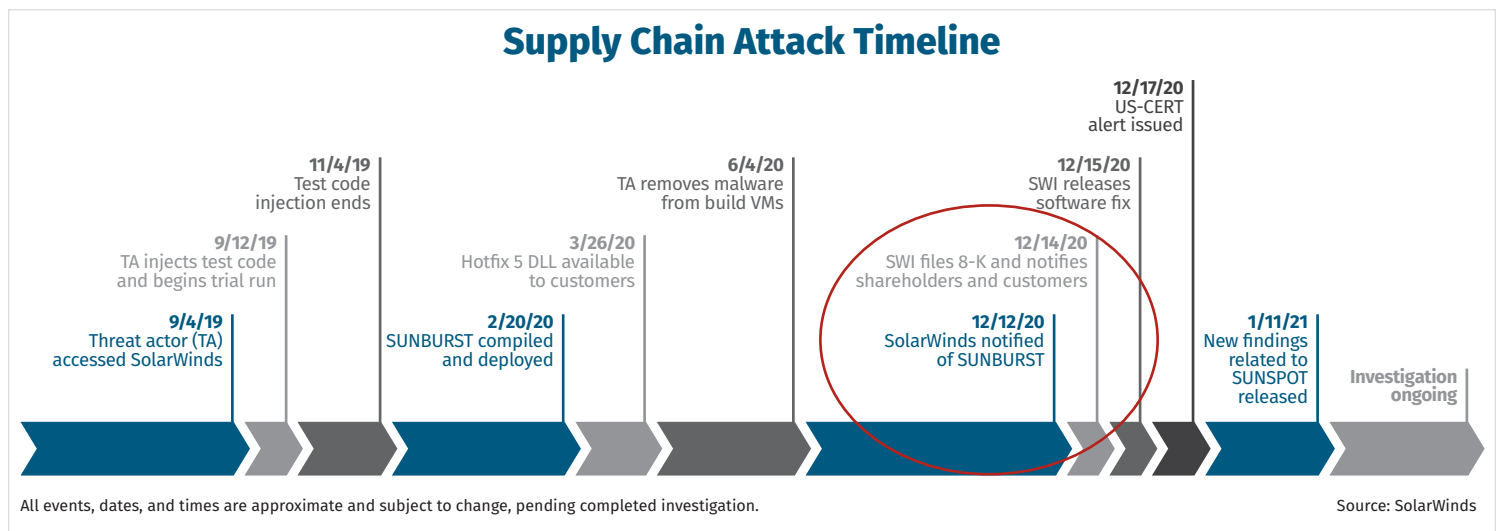 Supply Chain Attack Timeline
9/4/19
Threat actor (TA)
accessed SolarWinds
9/12/19
TA injects test code
and begins trial run
11/4/19
Test code
injection ends
2/20/20
SUNBURST compiled
and deployed
3/26/20
Hotfix 5 DLL available
to customers
6/4/20
TA removes malware
from build VMs
12/12/20
SolarWinds notified
of SUNBURST
12/14/20
SWI files 8-K and notifies
shareholders and customers
12/15/20
SWI releases
software fix
12/17/20
US-CERT
alert issued
1/11/21
New findings
related to
SUNSPOT
released
Investigation
ongoing
All events, dates, and times are approximate and subject to change, pending completed investigation.
Source: SolarWinds